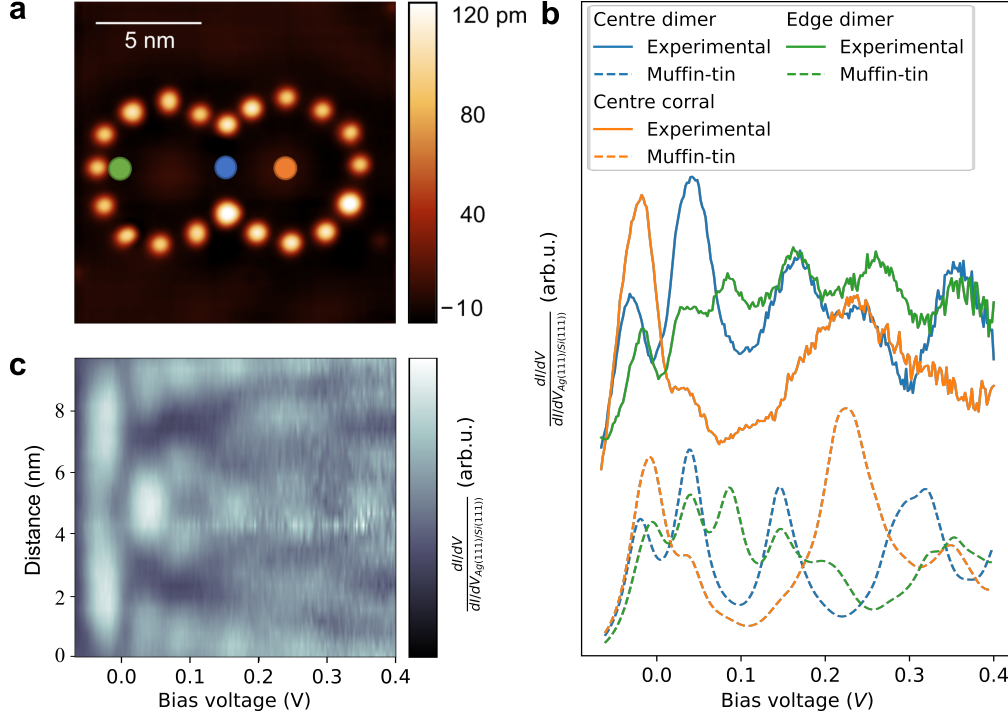 a
5 nm
120 pm
80
40
−10
b
Centre dimer
Experimental
Muffin-tin
Centre corral
Experimental
Muffin-tin
Edge dimer
Experimental
Muffin-tin
dI/dV
dI/dV_Ag(111)/Si(111)) (arb.u.)
0.0 0.1 0.2 0.3 0.4
Bias voltage (V)
c
Distance (nm)
8
6
4
2
0
0.0 0.1 0.2 0.3 0.4
Bias voltage (V)
dI/dV
dI/dV_Ag(111)/Si(111)) (arb.u.)